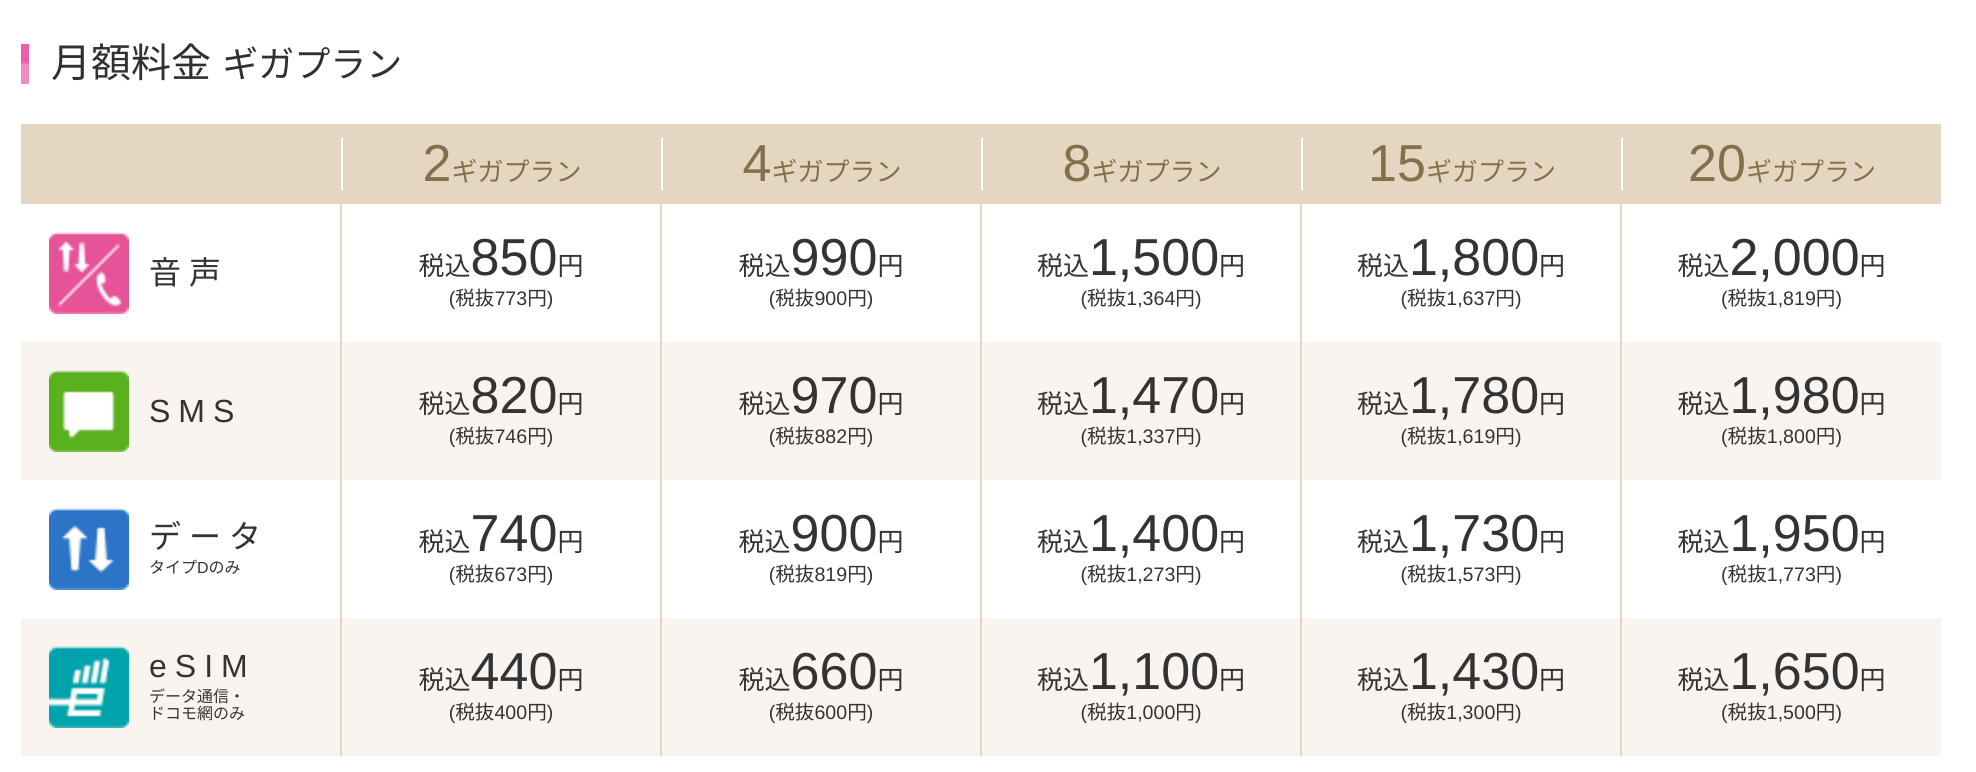 月額料金 ギガプラン
2ギガプラン 4ギガプラン 8ギガプラン 15ギガプラン 20ギガプラン
音声 税込850円 税込990円 税込1,500円 税込1,800円 税込2,000円
(税抜773円) (税抜900円) (税抜1,364円) (税抜1,637円) (税抜1,819円)
SMS 税込820円 税込970円 税込1,470円 税込1,780円 税込1,980円
(税抜746円) (税抜882円) (税抜1,337円) (税抜1,619円) (税抜1,800円)
データ 税込740円 税込900円 税込1,400円 税込1,730円 税込1,950円
タイプDのみ (税抜673円) (税抜819円) (税抜1,273円) (税抜1,573円) (税抜1,773円)
eSIM 税込440円 税込660円 税込1,100円 税込1,430円 税込1,650円
データ通信・
ドコモ網のみ (税抜400円) (税抜600円) (税抜1,000円) (税抜1,300円) (税抜1,500円)